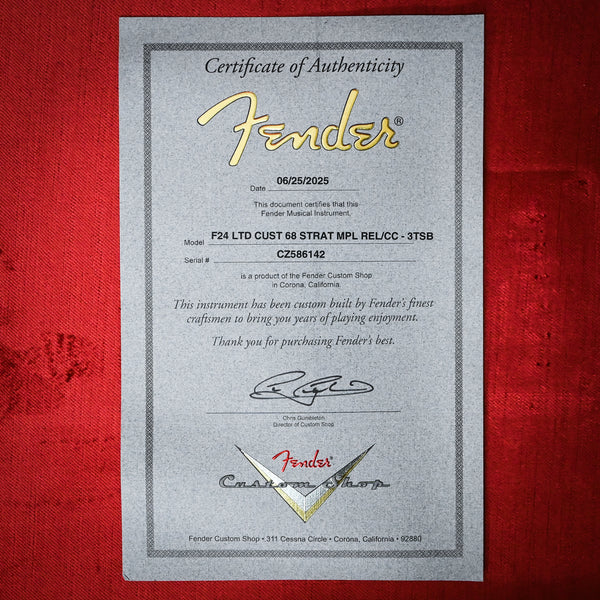 Certificate of Authenticity
Fender®
Date 06/25/2025
This document certifies that this
Fender Musical Instrument,
Model F24 LTD CUST 68 STRAT MPL REL/CC - 3TSB
Serial # CZ586142
is a product of the Fender Custom Shop
in Corona, California.
This instrument has been custom built by Fender's finest
craftsmen to bring you years of playing enjoyment.
Thank you for purchasing Fender's best.
Chris
Director of Custom Shop
Fender
Custom Shop
Fender Custom Shop • 311 Cessna Circle • Corona, California • 92880